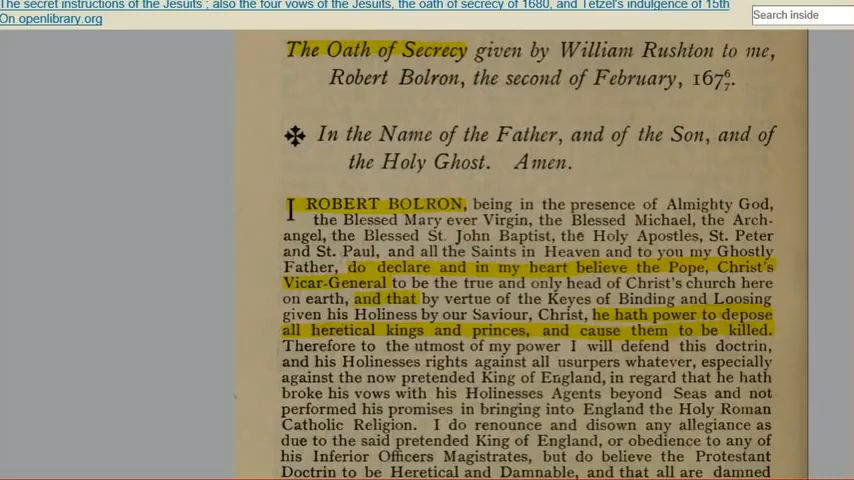 The secret instructions of the Jesuits ; also the four vows of the Jesuits, the oath of secrecy of 1680, and Tetzel's indulgence of 15th
On openlibrary.org
Search inside
The Oath of Secrecy given by William Rushton to me,
Robert Bolron, the second of February, 167 6/7.
✠ In the Name of the Father, and of the Son, and of
the Holy Ghost. Amen.
I ROBERT BOLRON, being in the presence of Almighty God,
the Blessed Mary ever Virgin, the Blessed Michael, the Arch-
angel, the Blessed St. John Baptist, the Holy Apostles, St. Peter
and St. Paul, and all the Saints in Heaven and to you my Ghostly
Father, do declare and in my heart believe the Pope, Christ's
Vicar-General to be the true and only head of Christ's church here
on earth, and that by vertue of the Keyes of Binding and Loosing
given his Holiness by our Saviour, Christ, he hath power to depose
all heretical kings and princes, and cause them to be killed.
Therefore to the utmost of my power I will defend this doctrin,
and his Holinesses rights against all usurpers whatever, especially
against the now pretended King of England, in regard that he hath
broke his vows with his Holinesses Agents beyond Seas and not
performed his promises in bringing into England the Holy Roman
Catholic Religion. I do renounce and disown any allegiance as
due to the said pretended King of England, or obedience to any of
his Inferior Officers Magistrates, but do believe the Protestant
Doctrin to be Heretical and Damnable, and that all are damned